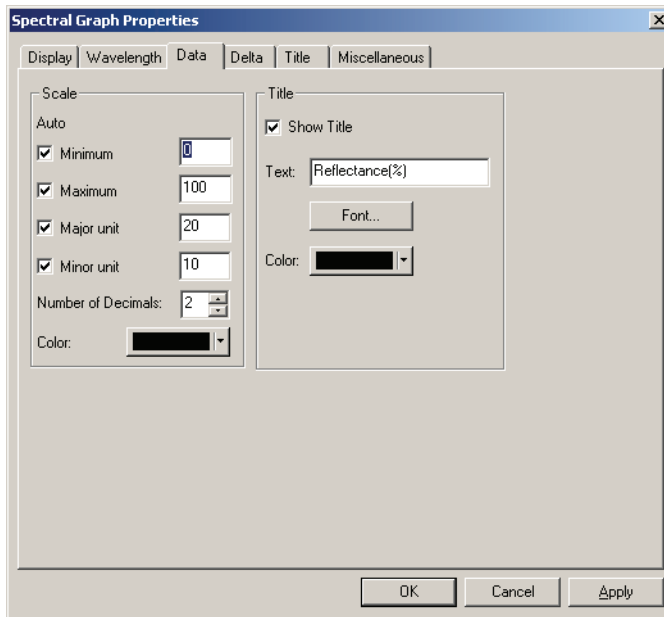 Spectral Graph Properties
Display Wavelength Data Delta Title Miscellaneous
Scale
Auto
Minimum 0
Maximum 100
Major unit 20
Minor unit 10
Number of Decimals: 2
Color:
Title
Show Title
Text: Reflectance(%)
Font...
Color:
OK Cancel Apply